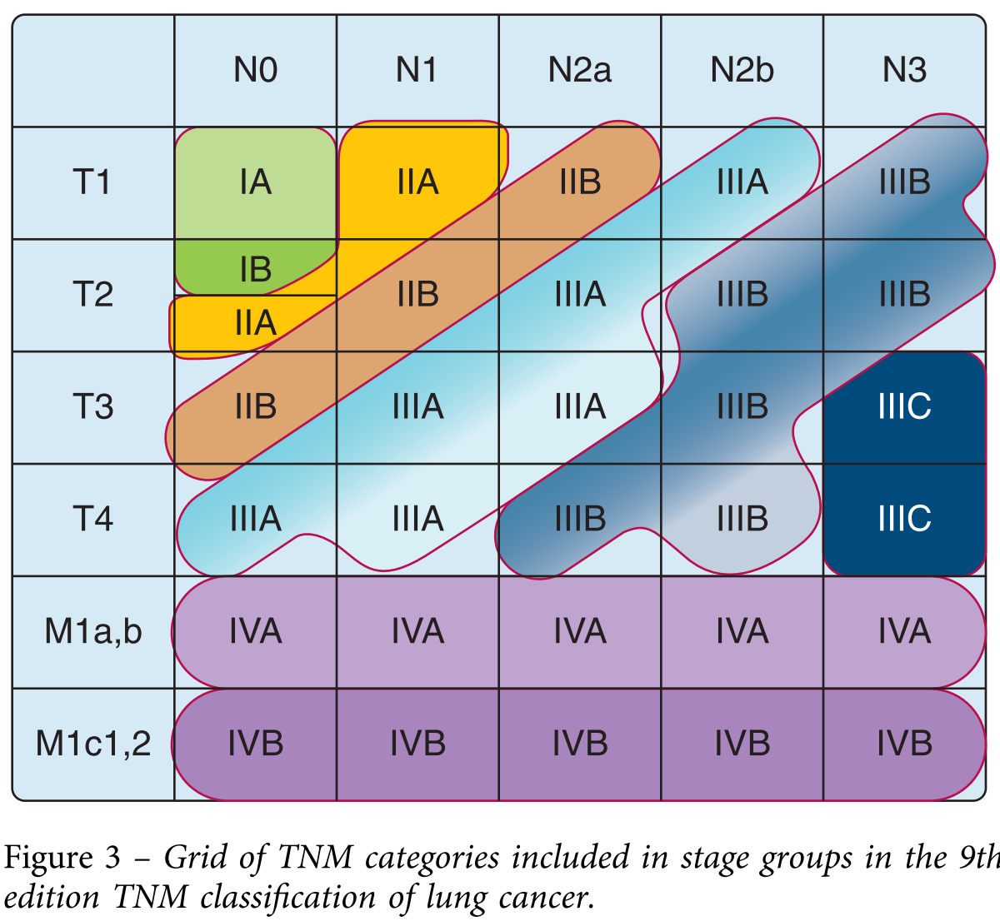 N0 N1 N2a N2b N3
T1 IA IIA IIB IIIA IIIB
T2 IB IIA IIB IIIA IIIB IIIB
T3 IIB IIIA IIIA IIIB IIIC
T4 IIIA IIIA IIIB IIIB IIIC
M1a,b IVA IVA IVA IVA IVA
M1c1,2 IVB IVB IVB IVB IVB
Figure 3 – Grid of TNM categories included in stage groups in the 9th
edition TNM classification of lung cancer.